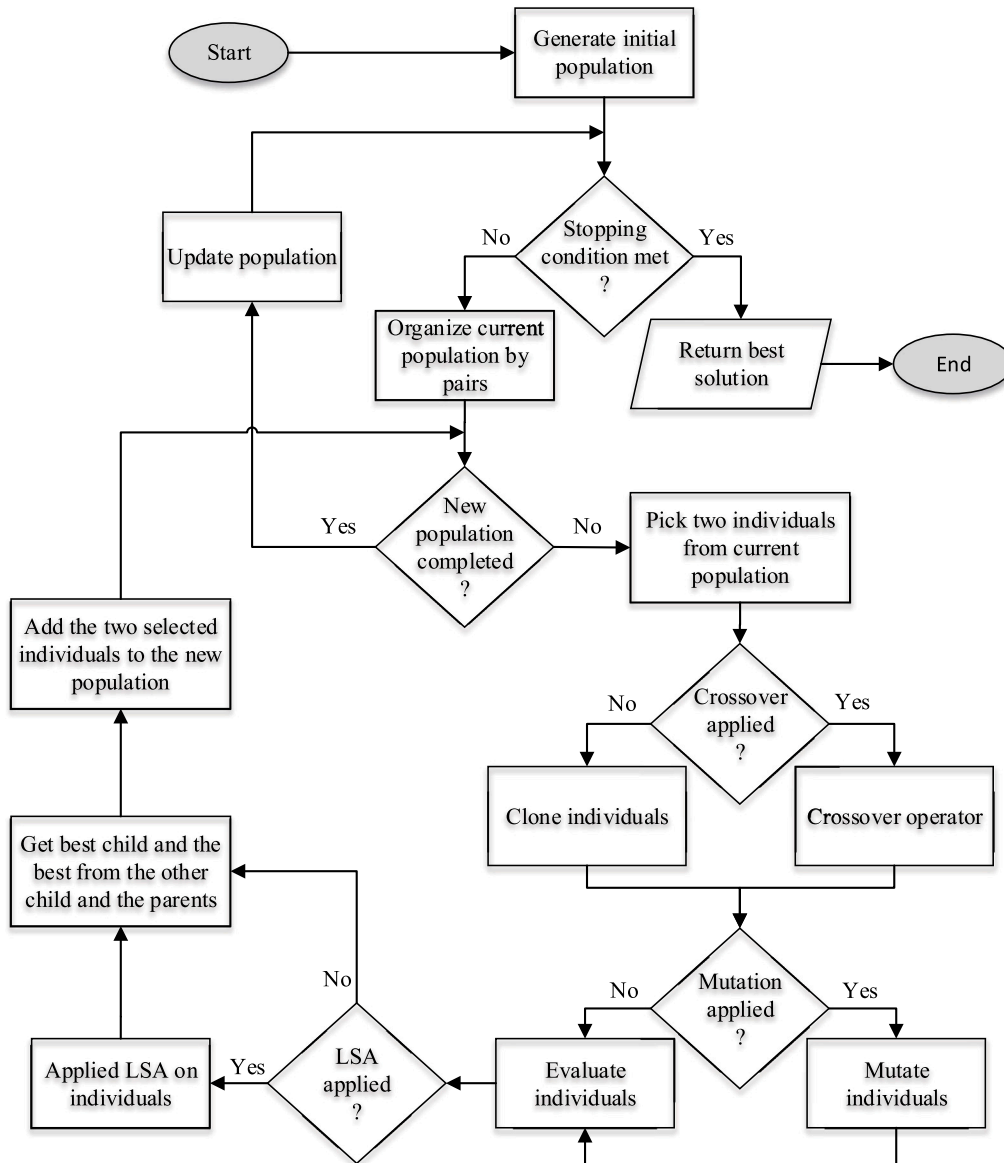 Start
Generate initial
population
Stopping
condition met
?
No
Yes
Update population
Organize current
population by
pairs
Return best
solution
End
New
population
completed
?
Yes
No
Pick two individuals
from current
population
Add the two selected
individuals to the new
population
Crossover
applied
?
No
Yes
Clone individuals
Crossover operator
Get best child and the
best from the other
child and the parents
Mutation
applied
?
No
Yes
No
Applied LSA on
individuals
Yes
LSA
applied
?
Evaluate
individuals
Mutate
individuals